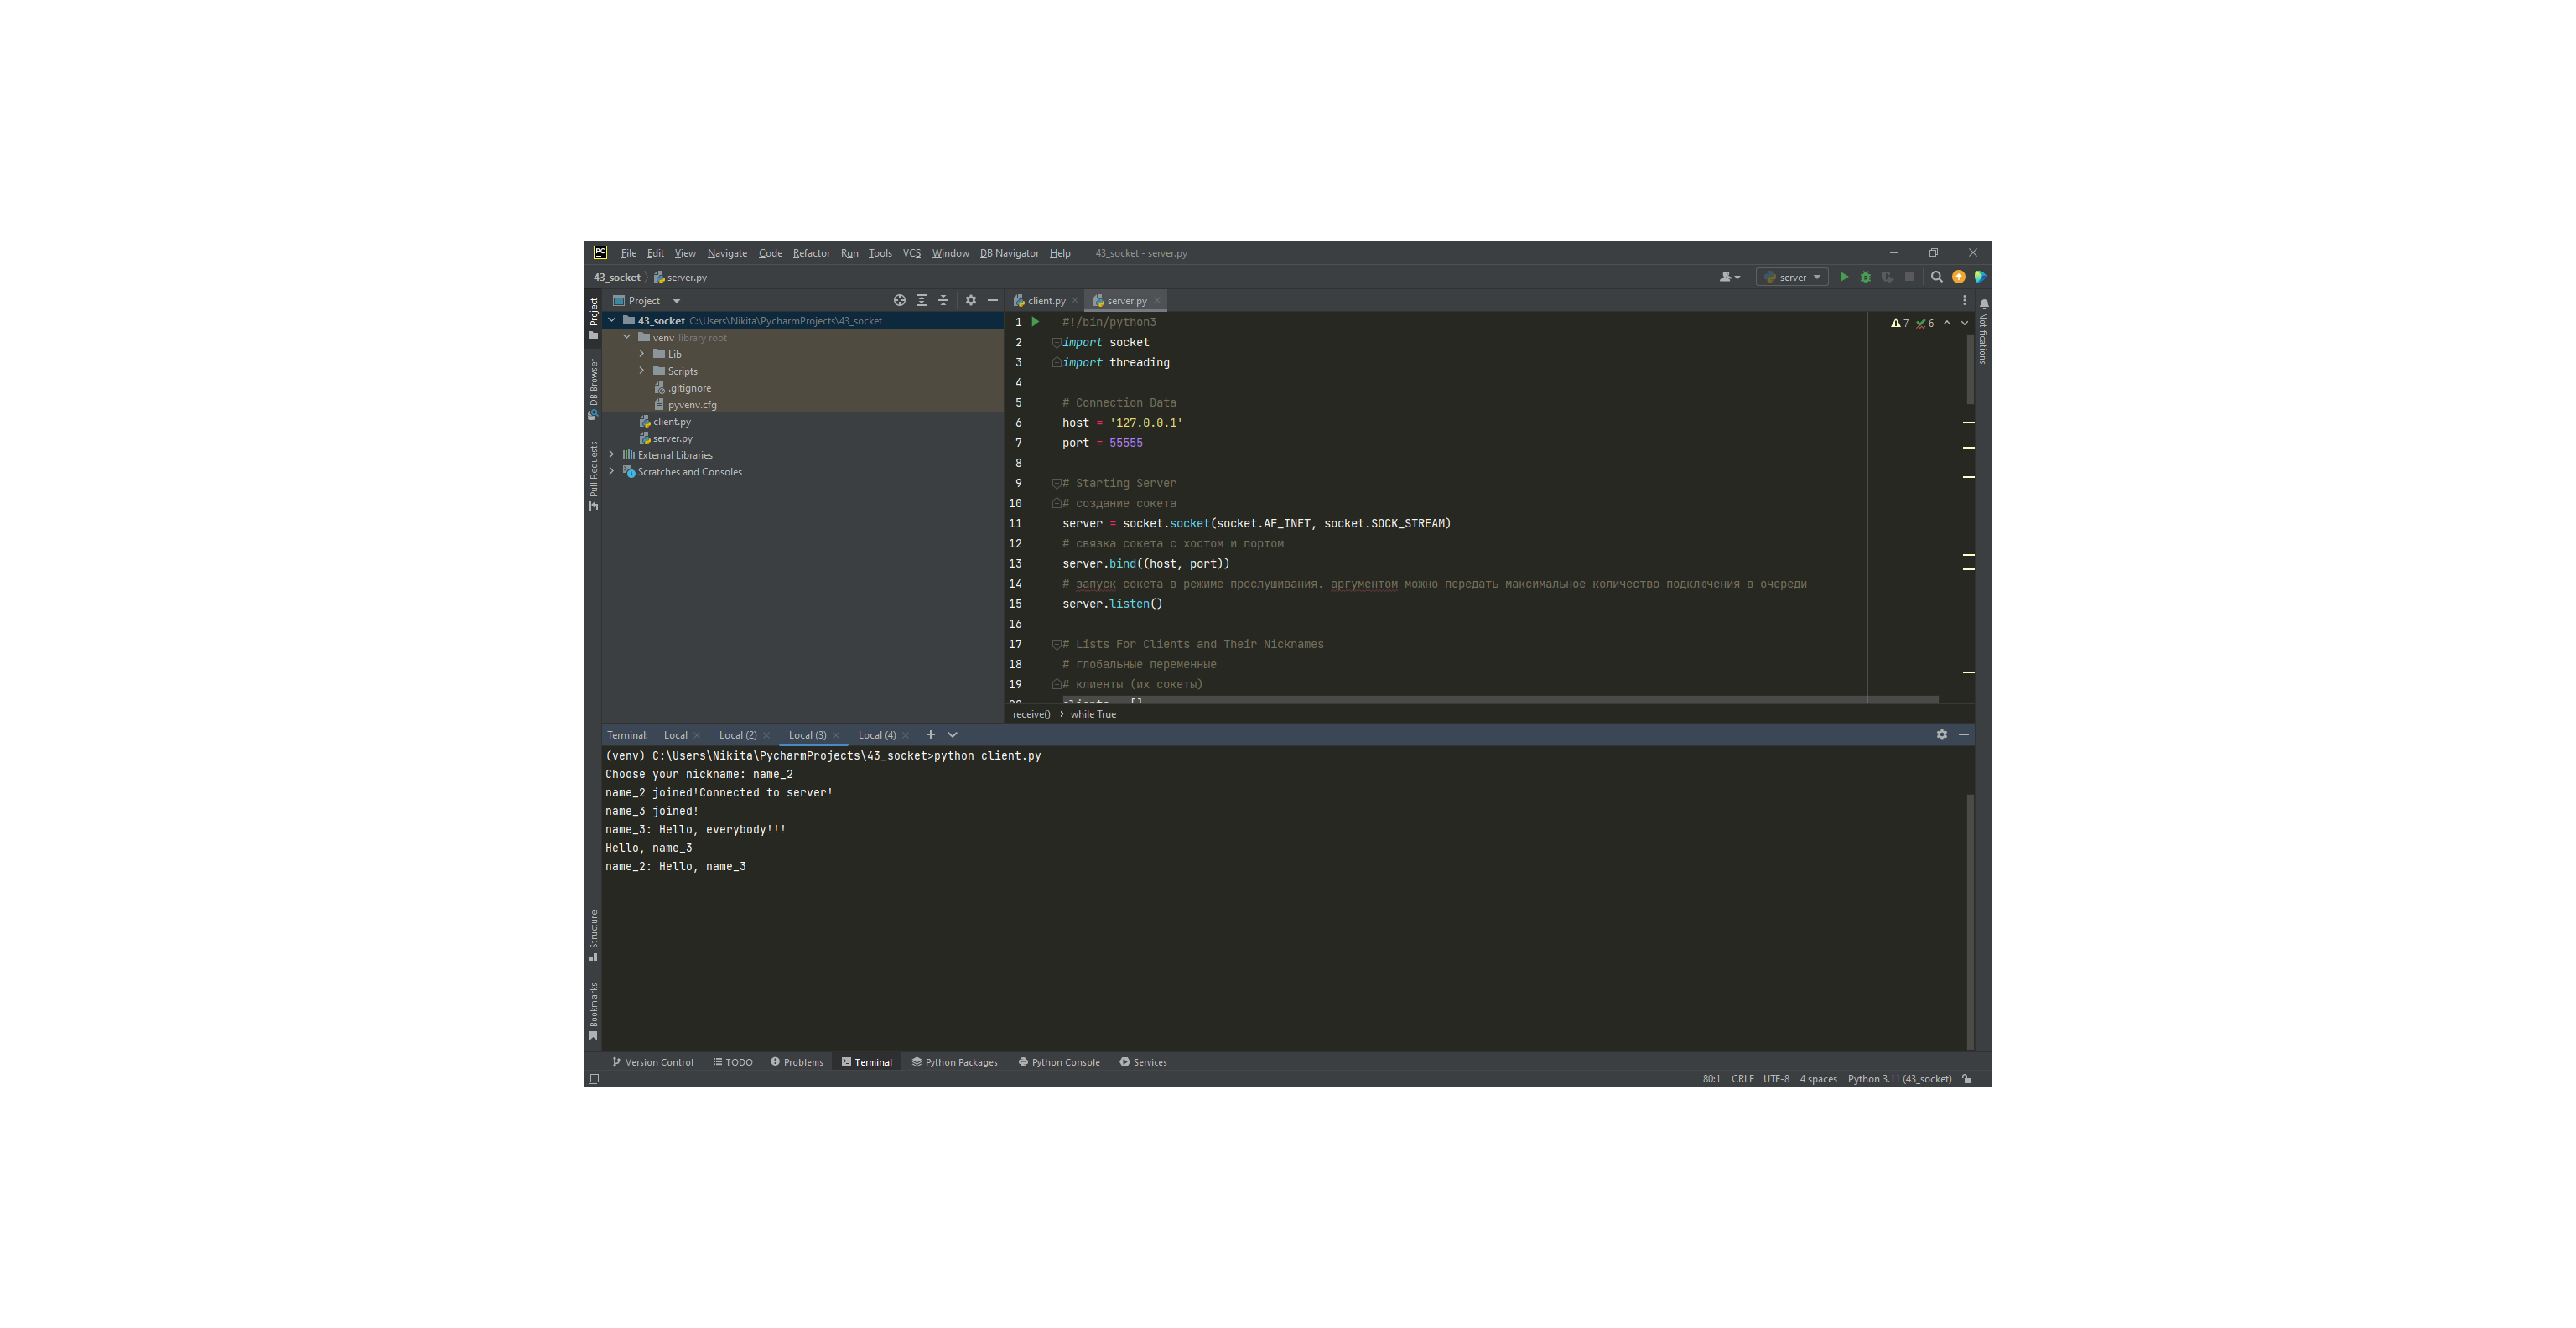 PC File Edit View Navigate Code Refactor Run Tools VCS Window DB Navigator Help 43_socket - server.py
43_socket server.py
server
Project
client.py server.py
43_socket C:\Users\Nikita\PycharmProjects\43_socket
venv library root
Lib
Scripts
.gitignore
pyvenv.cfg
client.py
server.py
External Libraries
Scratches and Consoles
Project
DB Browser
Pull Requests
Structure
Bookmarks
Notifications
7 6
1 #!/bin/python3
2 import socket
3 import threading
4
5 # Connection Data
6 host = '127.0.0.1'
7 port = 55555
8
9 # Starting Server
10 # создание сокета
11 server = socket.socket(socket.AF_INET, socket.SOCK_STREAM)
12 # связка сокета с хостом и портом
13 server.bind((host, port))
14 # запуск сокета в режиме прослушивания. аргументом можно передать максимальное количество подключения в очереди
15 server.listen()
16
17 # Lists For Clients and Their Nicknames
18 # глобальные переменные
19 # клиенты (их сокеты)
20 clients = []
receive() › while True
Terminal: Local Local (2) Local (3) Local (4)
(venv) C:\Users\Nikita\PycharmProjects\43_socket>python client.py
Choose your nickname: name_2
name_2 joined!Connected to server!
name_3 joined!
name_3: Hello, everybody!!!
Hello, name_3
name_2: Hello, name_3
Version Control TODO Problems Terminal Python Packages Python Console Services
80:1 CRLF UTF-8 4 spaces Python 3.11 (43_socket)